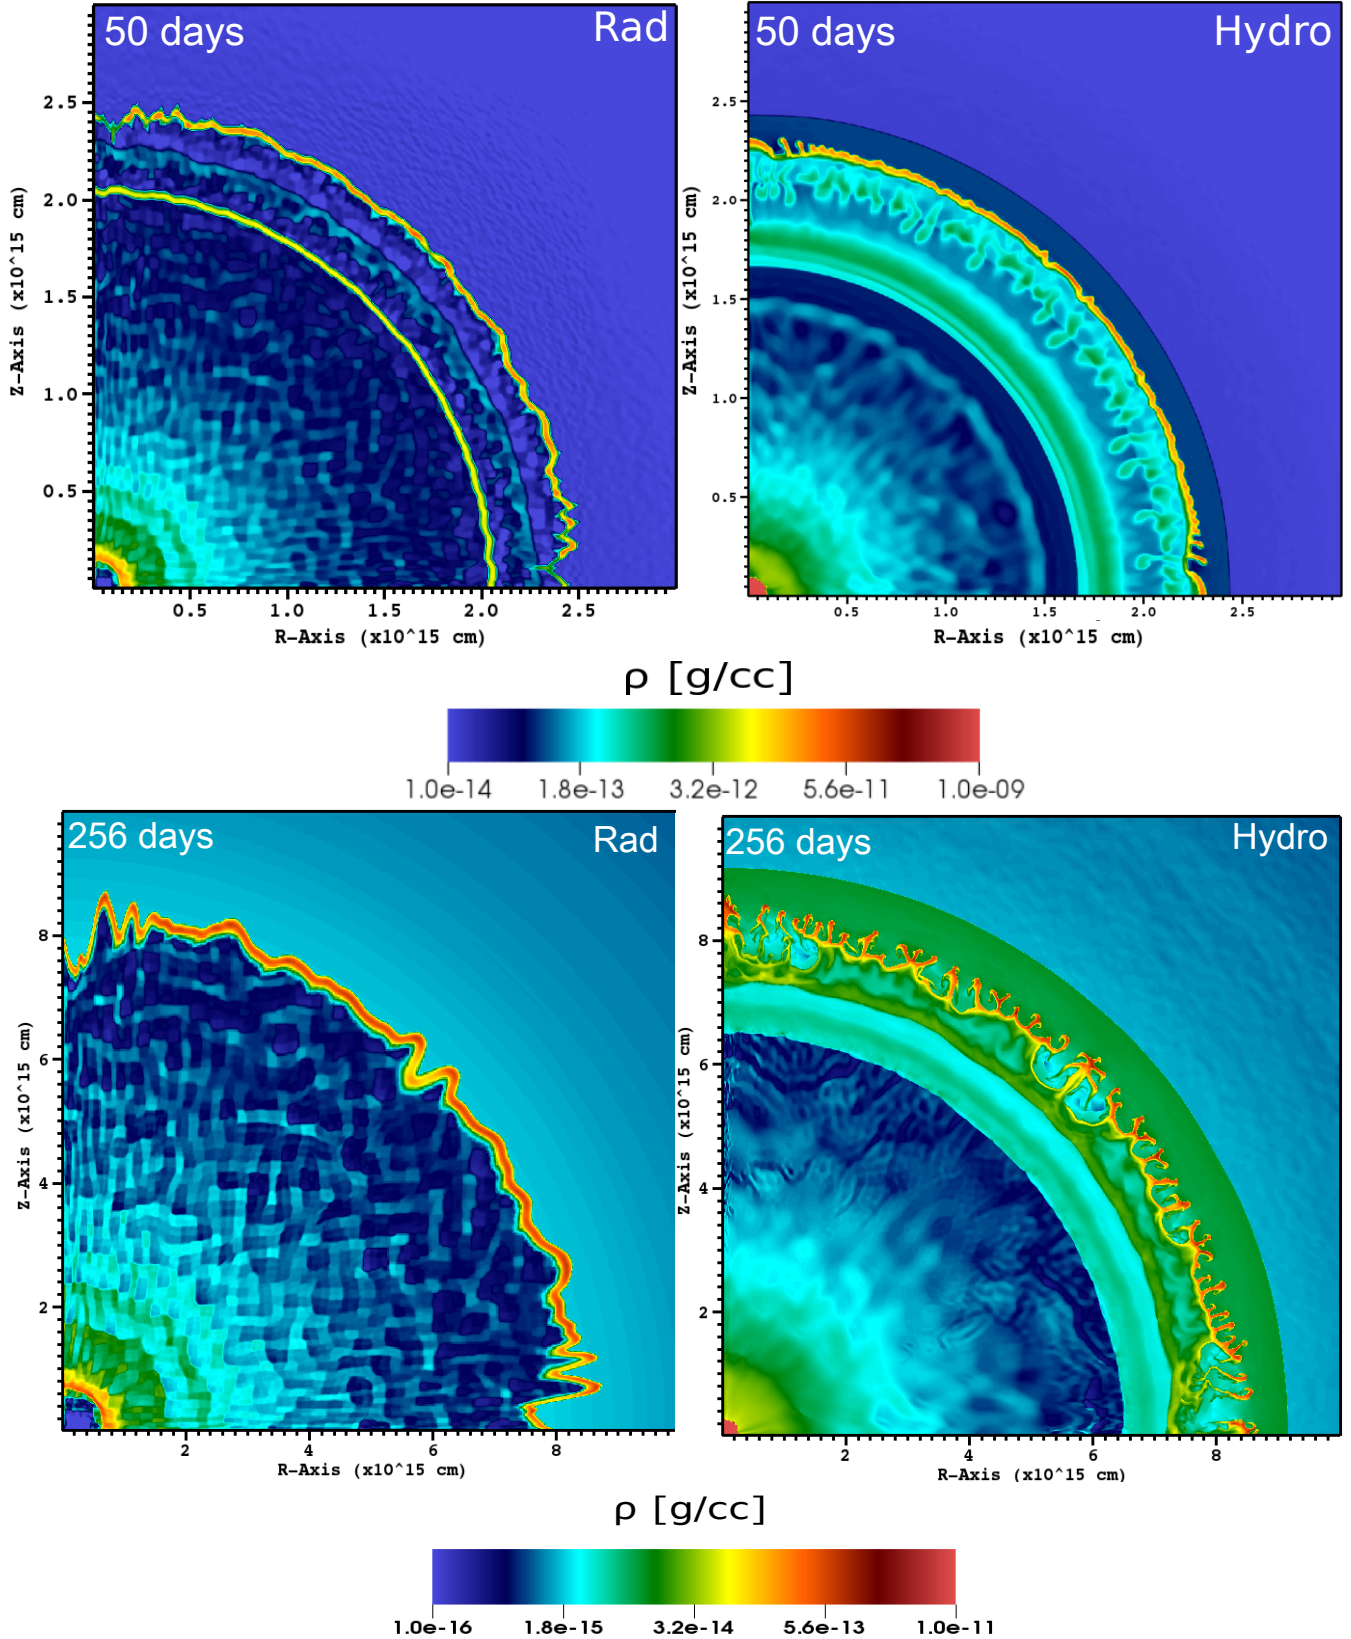 50 days
Rad
2.5
2.0
1.5
1.0
0.5
Z-Axis (x10^15 cm)
0.5 1.0 1.5 2.0 2.5
R-Axis (x10^15 cm)
50 days
Hydro
2.5
2.0
1.5
1.0
0.5
Z-Axis (x10^15 cm)
0.5 1.0 1.5 2.0 2.5
R-Axis (x10^15 cm)
ρ [g/cc]
1.0e-14 1.8e-13 3.2e-12 5.6e-11 1.0e-09
256 days
Rad
8
6
4
2
Z-Axis (x10^15 cm)
2 4 6 8
R-Axis (x10^15 cm)
256 days
Hydro
8
6
4
2
Z-Axis (x10^15 cm)
2 4 6 8
R-Axis (x10^15 cm)
ρ [g/cc]
1.0e-16 1.8e-15 3.2e-14 5.6e-13 1.0e-11